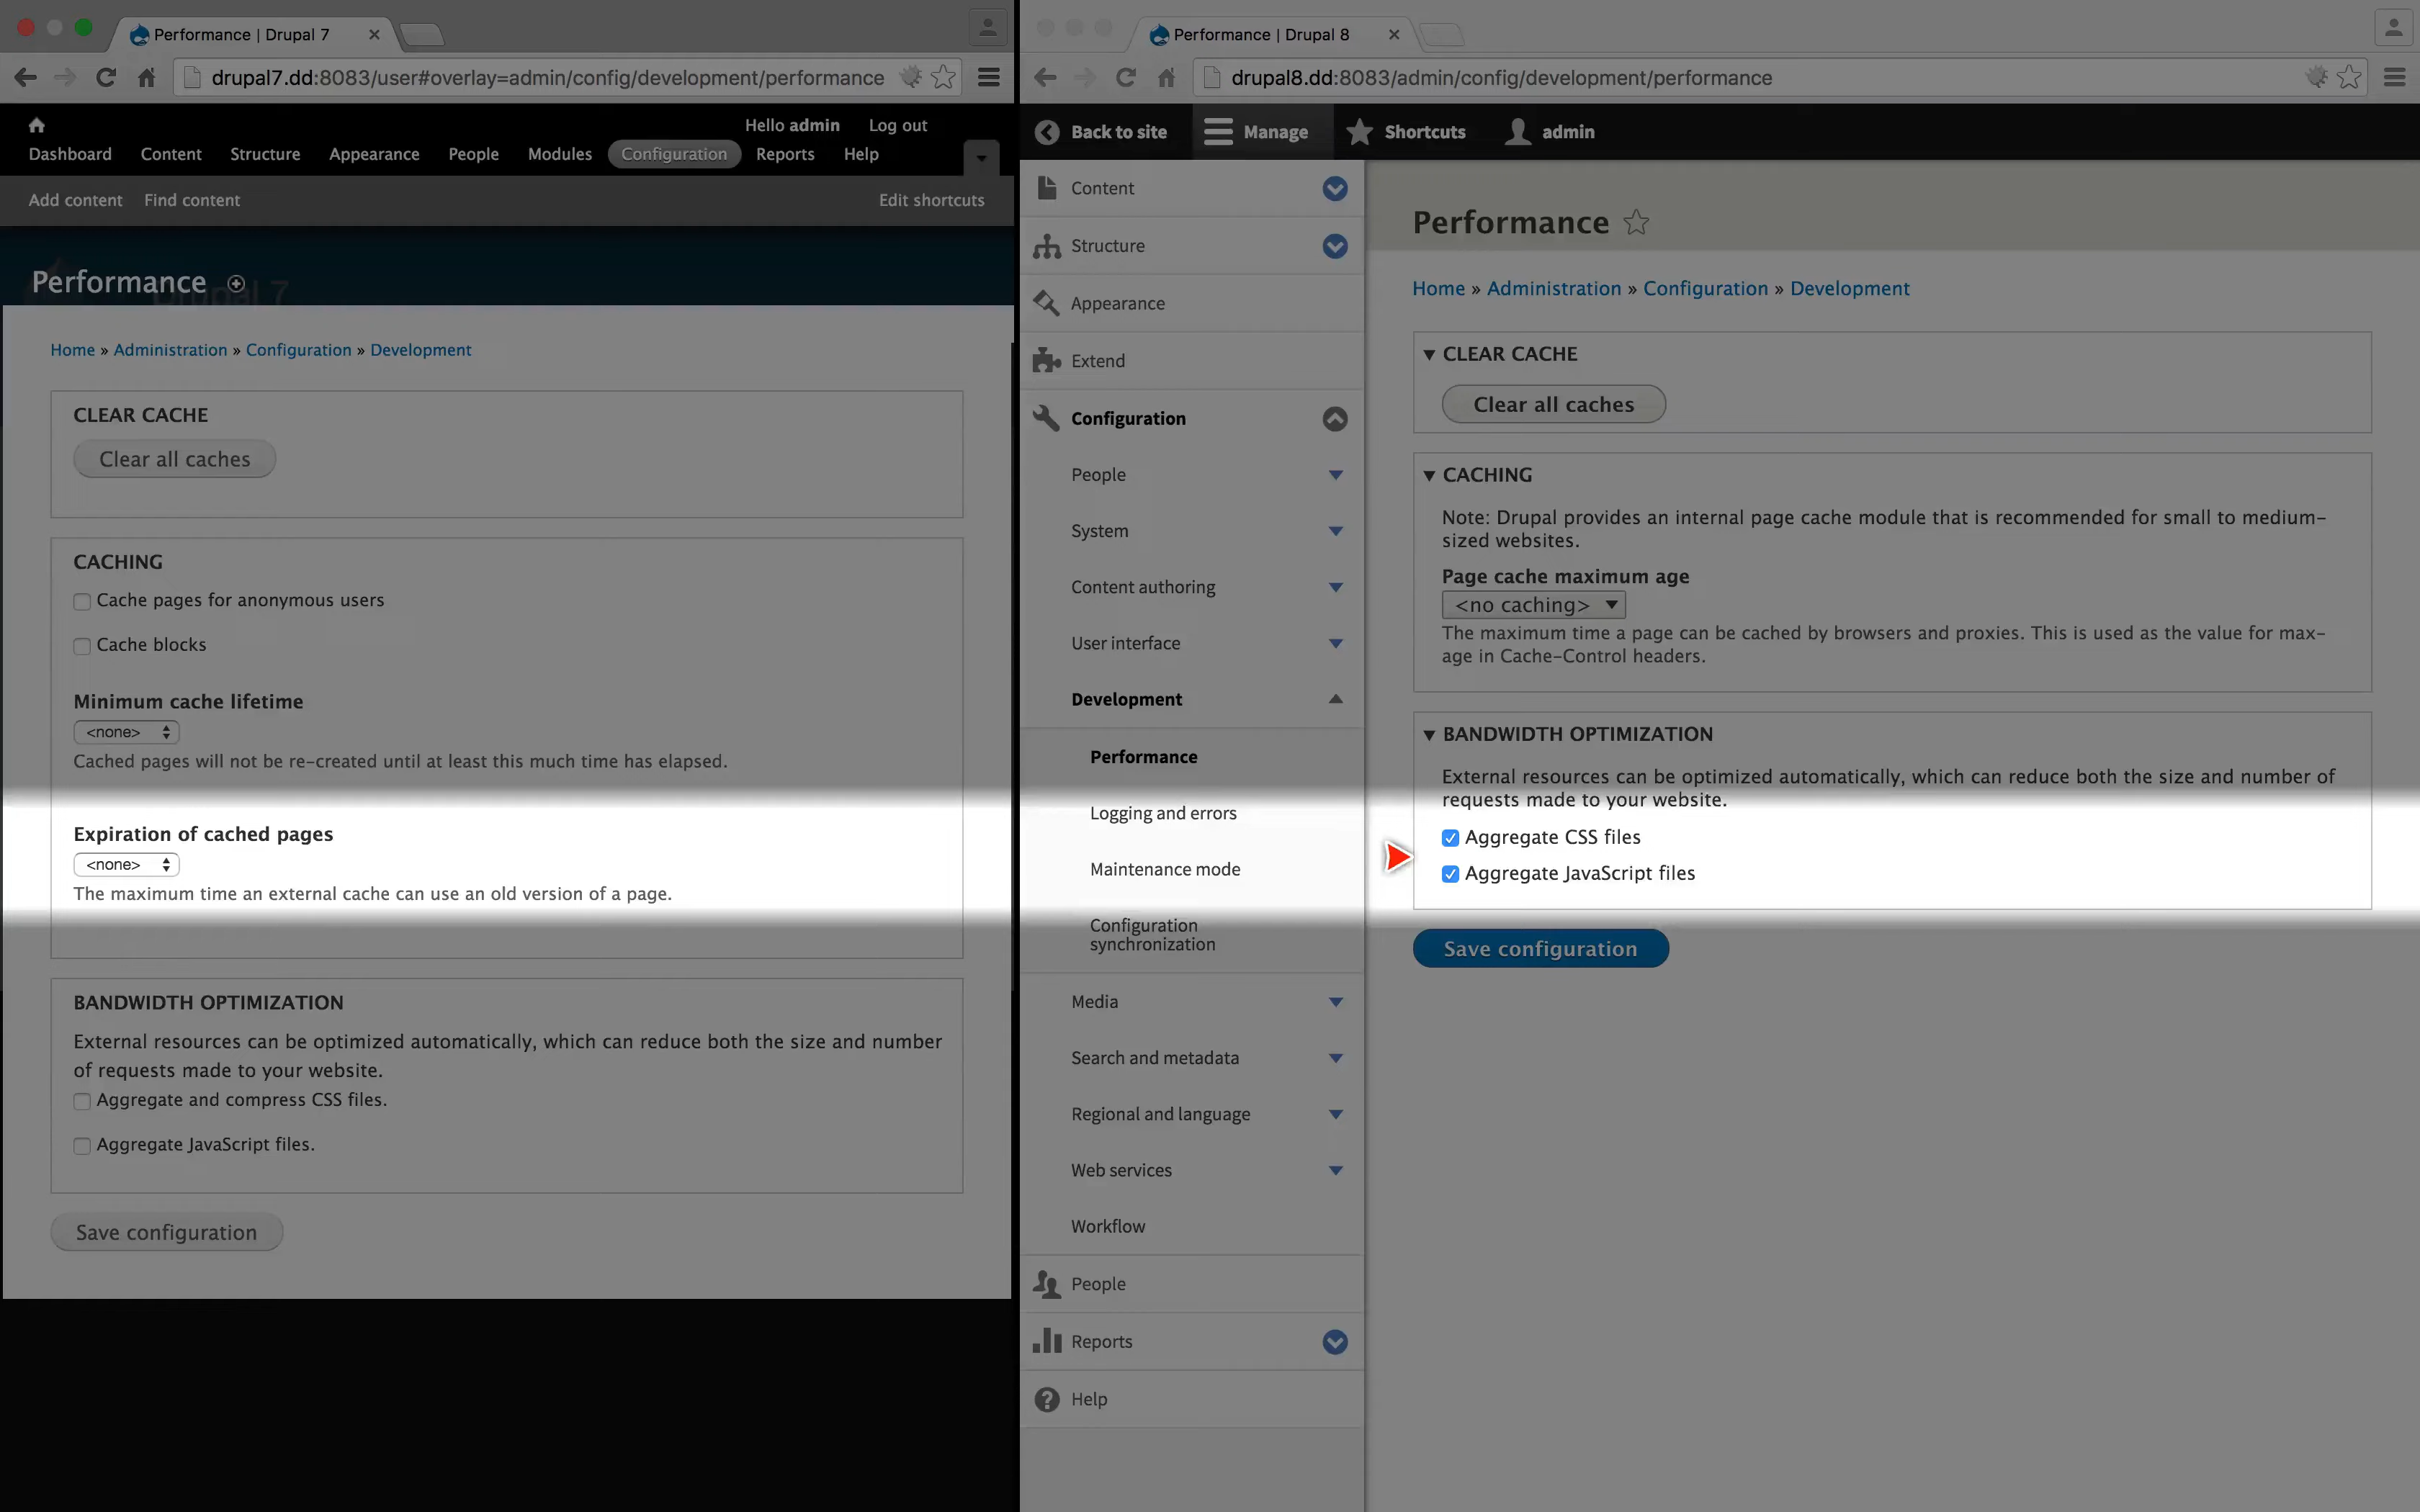 Performance | Drupal 7
drupal7.dd:8083/user#overlay=admin/config/development/performance
Hello admin Log out
Dashboard Content Structure Appearance People Modules Configuration Reports Help
Add content Find content Edit shortcuts
Performance
Drupal 7
Home » Administration » Configuration » Development
CLEAR CACHE
Clear all caches
CACHING
Cache pages for anonymous users
Cache blocks
Minimum cache lifetime
<none>
Cached pages will not be re-created until at least this much time has elapsed.
Expiration of cached pages
<none>
The maximum time an external cache can use an old version of a page.
BANDWIDTH OPTIMIZATION
External resources can be optimized automatically, which can reduce both the size and number
of requests made to your website.
Aggregate and compress CSS files.
Aggregate JavaScript files.
Save configuration
Performance | Drupal 8
drupal8.dd:8083/admin/config/development/performance
Back to site Manage Shortcuts admin
Content
Structure
Appearance
Extend
Configuration
People
System
Content authoring
User interface
Development
Performance
Logging and errors
Maintenance mode
Configuration
synchronization
Media
Search and metadata
Regional and language
Web services
Workflow
People
Reports
Help
Performance
Home » Administration » Configuration » Development
CLEAR CACHE
Clear all caches
CACHING
Note: Drupal provides an internal page cache module that is recommended for small to medium-
sized websites.
Page cache maximum age
<no caching>
The maximum time a page can be cached by browsers and proxies. This is used as the value for max-
age in Cache-Control headers.
BANDWIDTH OPTIMIZATION
External resources can be optimized automatically, which can reduce both the size and number of
requests made to your website.
Aggregate CSS files
Aggregate JavaScript files
Save configuration